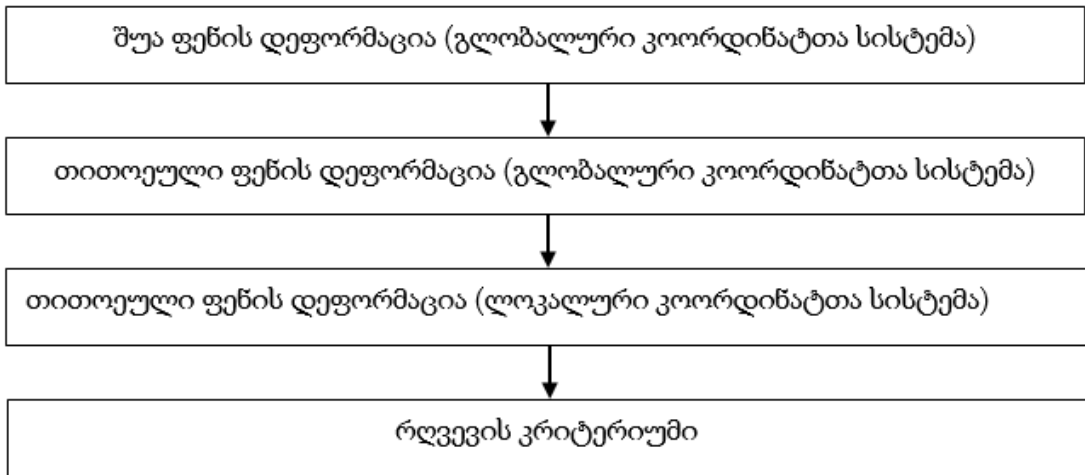 შუა ფენის დეფორმაცია (გლობალური კოორდინატთა სისტემა)
თითოეული ფენის დეფორმაცია (გლობალური კოორდინატთა სისტემა)
თითოეული ფენის დეფორმაცია (ლოკალური კოორდინატთა სისტემა)
რღვევის კრიტერიუმი